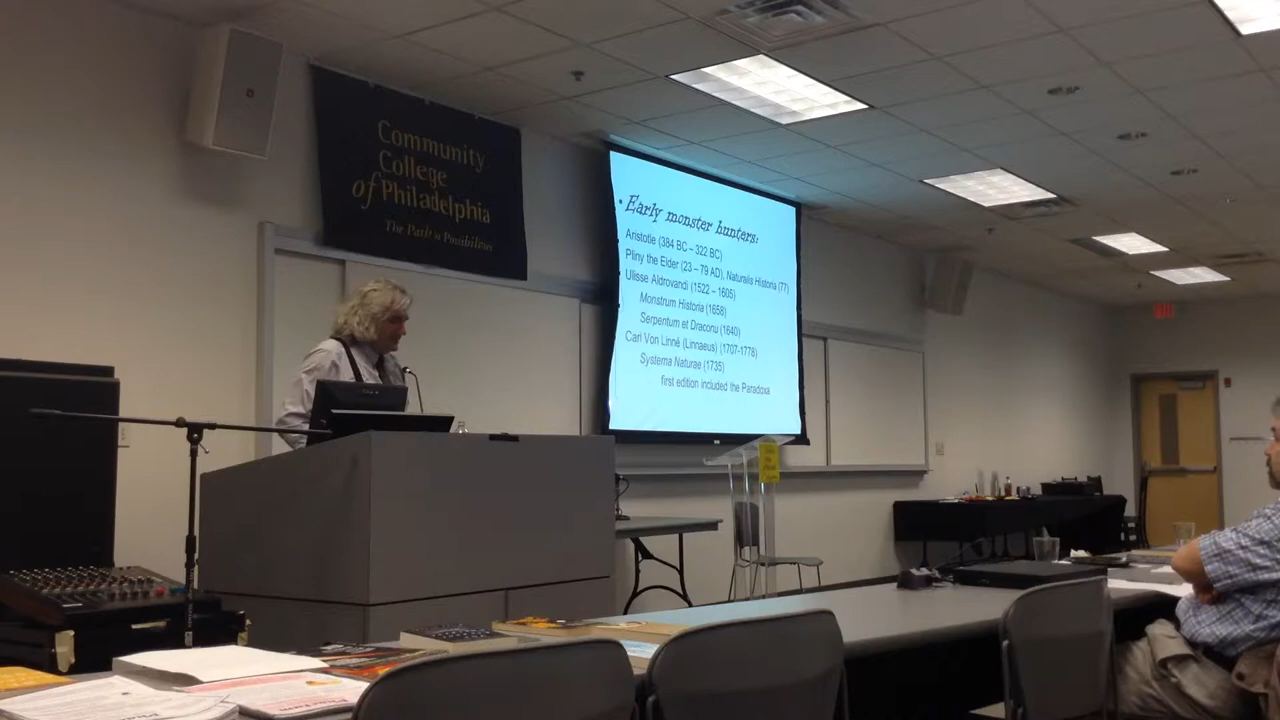 Community
College
of Philadelphia
The Path to Possibilities
• Early monster hunters:
Aristotle (384 BC – 322 BC)
Pliny the Elder (23 – 79 AD), Naturalis Historia (77)
Ulisse Aldrovandi (1522 – 1605)
Monstrum Historia (1658)
Serpentum et Draconu (1640)
Carl Von Linné (Linnaeus) (1707-1778)
Systema Naturae (1735)
first edition included the Paradoxa
EXIT